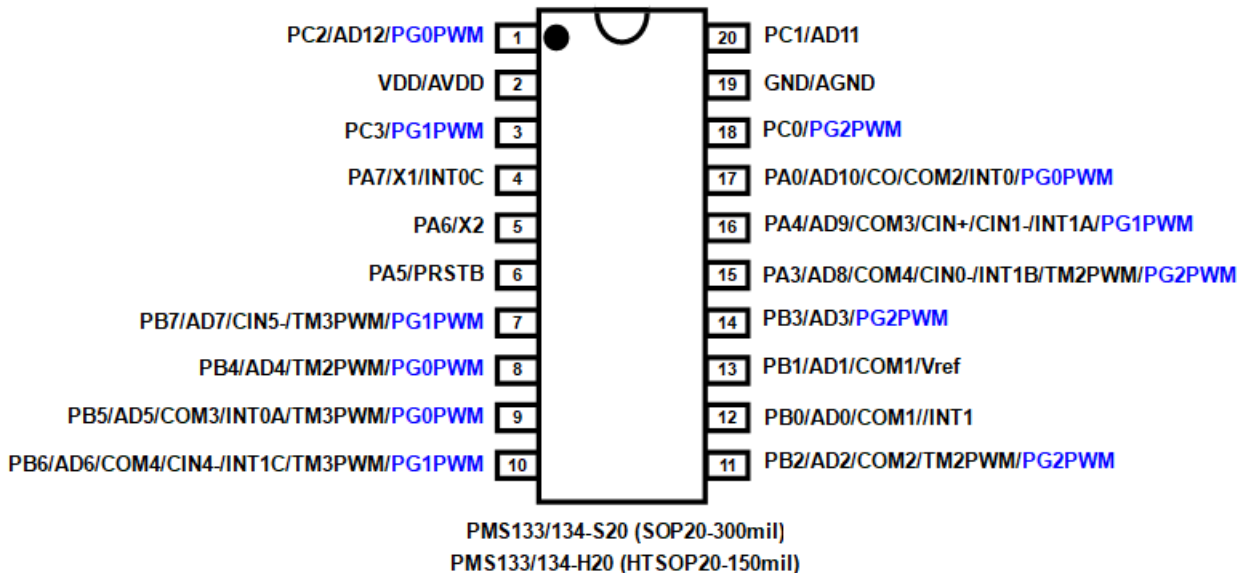 PC2/AD12/PG0PWM 1 20 PC1/AD11
VDD/AVDD 2 19 GND/AGND
PC3/PG1PWM 3 18 PC0/PG2PWM
PA7/X1/INT0C 4 17 PA0/AD10/CO/COM2/INT0/PG0PWM
PA6/X2 5 16 PA4/AD9/COM3/CIN+/CIN1-/INT1A/PG1PWM
PA5/PRSTB 6 15 PA3/AD8/COM4/CIN0-/INT1B/TM2PWM/PG2PWM
PB7/AD7/CIN5-/TM3PWM/PG1PWM 7 14 PB3/AD3/PG2PWM
PB4/AD4/TM2PWM/PG0PWM 8 13 PB1/AD1/COM1/Vref
PB5/AD5/COM3/INT0A/TM3PWM/PG0PWM 9 12 PB0/AD0/COM1//INT1
PB6/AD6/COM4/CIN4-/INT1C/TM3PWM/PG1PWM 10 11 PB2/AD2/COM2/TM2PWM/PG2PWM
PMS133/134-S20 (SOP20-300mil)
PMS133/134-H20 (HTSOP20-150mil)